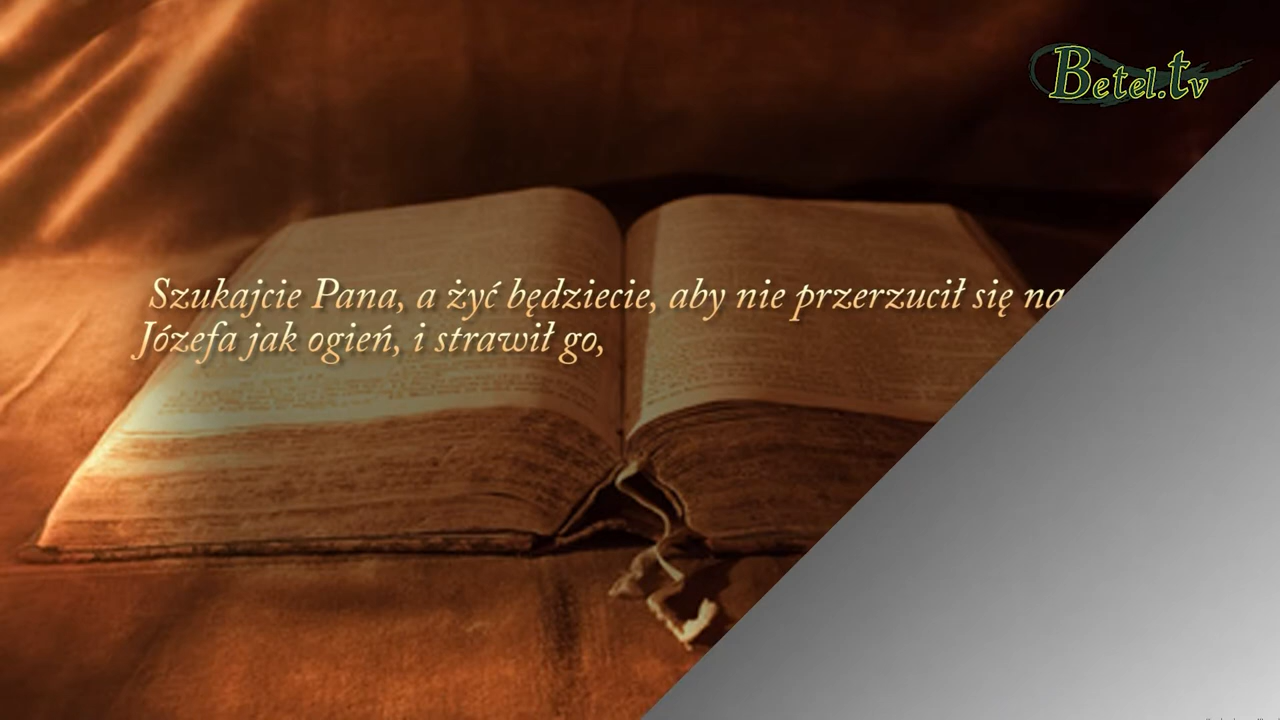 Betel.tv
Szukajcie Pana, a żyć będziecie, aby nie przerzucił się na
Józefa jak ogień, i strawił go,